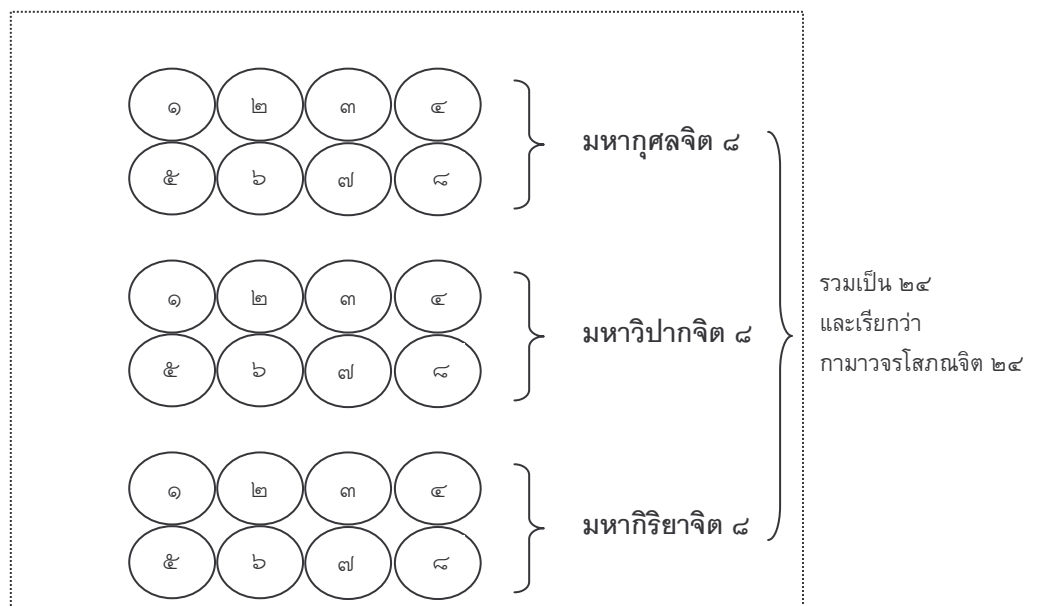 ๑ ๒ ๓ ๔
๕ ๖ ๗ ๘
มหากุศลจิต ๘
๑ ๒ ๓ ๔
๕ ๖ ๗ ๘
มหาวิปากจิต ๘
๑ ๒ ๓ ๔
๕ ๖ ๗ ๘
มหากิริยาจิต ๘
รวมเป็น ๒๔
และเรียกว่า
กามาวจรโสภณจิต ๒๔